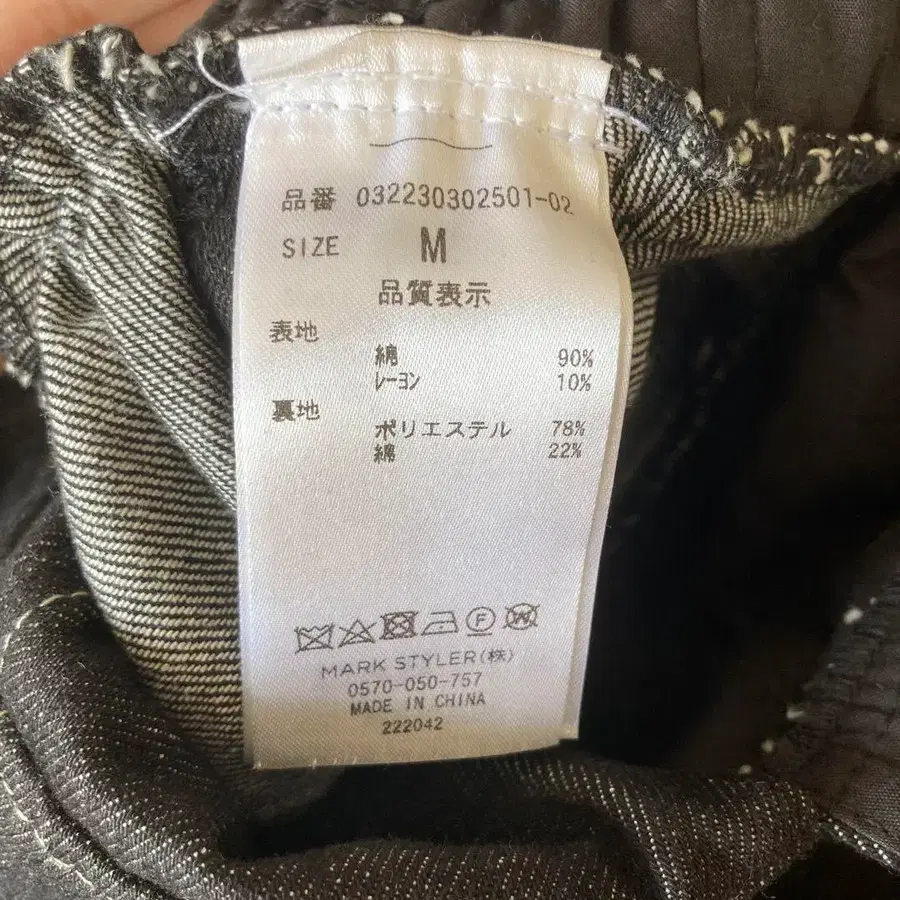 品番 032230302501-02
SIZE M
品質表示
表地
綿 90%
レーヨン 10%
裏地
ポリエステル 78%
綿 22%
F W
MARK STYLER(株)
0570-050-757
MADE IN CHINA
222042